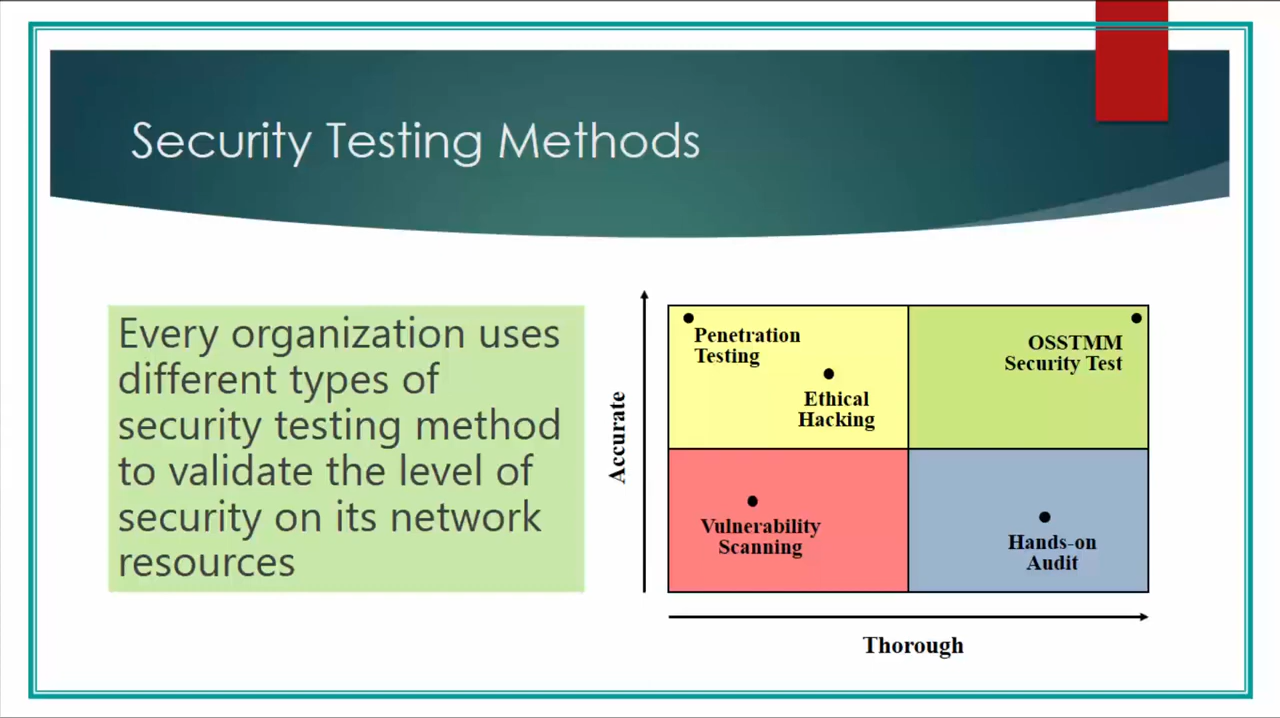 Security Testing Methods
Every organization uses
different types of
security testing method
to validate the level of
security on its network
resources
Accurate
Penetration
Testing
Ethical
Hacking
OSSTMM
Security Test
Vulnerability
Scanning
Hands-on
Audit
Thorough